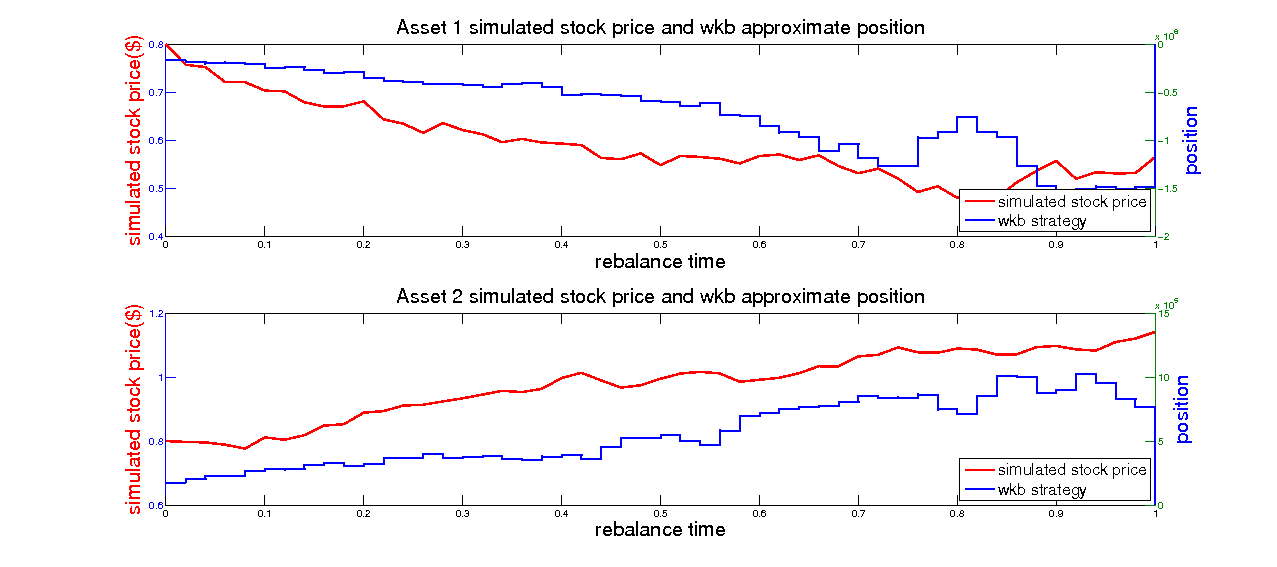 Asset 1 simulated stock price and wkb approximate position
simulated stock price($)
0.8
0.7
0.6
0.5
0.4
x 10
0
-0.5
-1
-1.5
-2
position
simulated stock price
wkb strategy
0 0.1 0.2 0.3 0.4 0.5 0.6 0.7 0.8 0.9 1
rebalance time
Asset 2 simulated stock price and wkb approximate position
simulated stock price($)
1.2
1
0.8
0.6
x 10
15
10
5
0
position
simulated stock price
wkb strategy
0 0.1 0.2 0.3 0.4 0.5 0.6 0.7 0.8 0.9 1
rebalance time